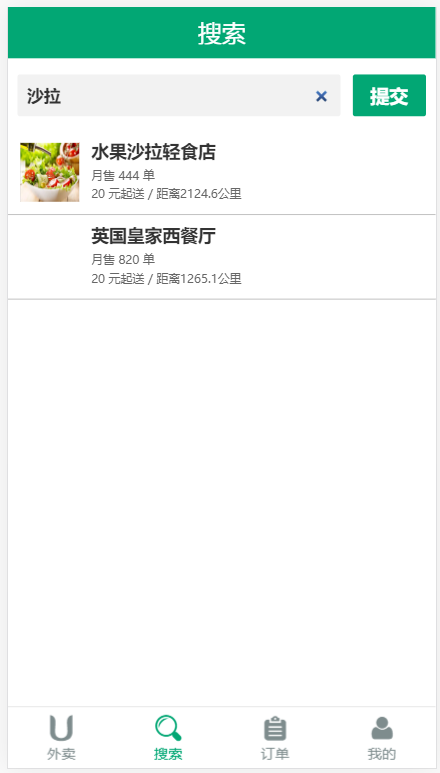 搜索
沙拉
提交
水果沙拉轻食店
月售 444 单
20 元起送 / 距离2124.6公里
英国皇家西餐厅
月售 820 单
20 元起送 / 距离1265.1公里
外卖
搜索
订单
我的